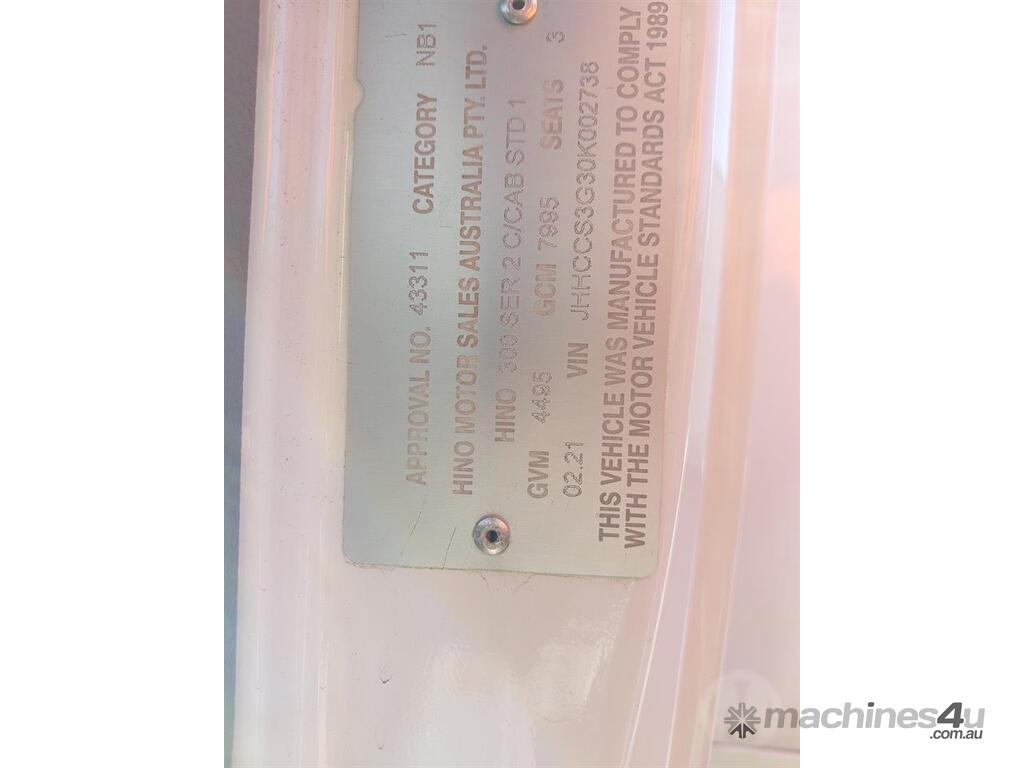 APPROVAL NO. 43311 CATEGORY NB1
HINO MOTOR SALES AUSTRALIA PTY. LTD.
HINO 300 SER 2 C/CAB STD 1
GVM 4495 GCM 7995 SEATS 3
02.21 VIN JHHCCS3G30K002738
THIS VEHICLE WAS MANUFACTURED TO COMPLY
WITH THE MOTOR VEHICLE STANDARDS ACT 1989
machines4u
.com.au